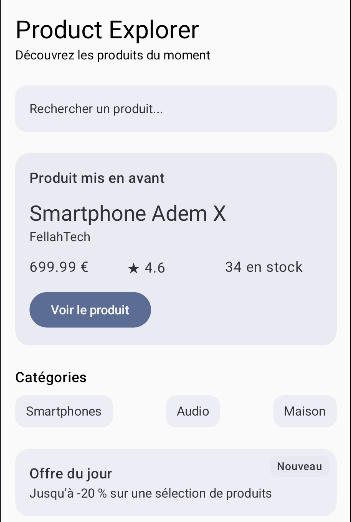 Product Explorer
Découvrez les produits du moment
Rechercher un produit...
Produit mis en avant
Smartphone Adem X
FellahTech
699.99 € ★ 4.6 34 en stock
Voir le produit
Catégories
Smartphones Audio Maison
Nouveau
Offre du jour
Jusqu'à -20 % sur une sélection de produits